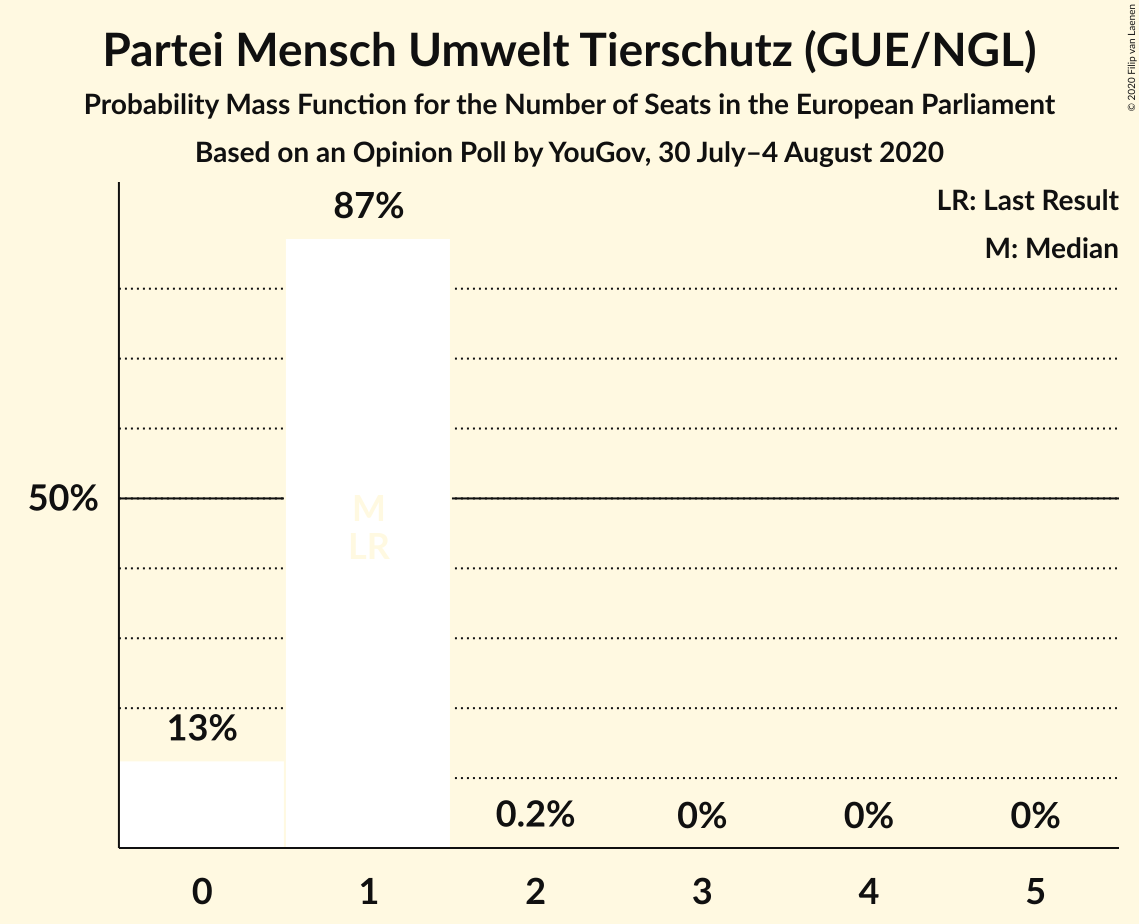 Partei Mensch Umwelt Tierschutz (GUE/NGL)
Probability Mass Function for the Number of Seats in the European Parliament
Based on an Opinion Poll by YouGov, 30 July–4 August 2020
© 2020 Filip van Laenen
LR: Last Result
M: Median
87%
50%
M
LR
13%
0.2%
0%
0%
0%
0
1
2
3
4
5